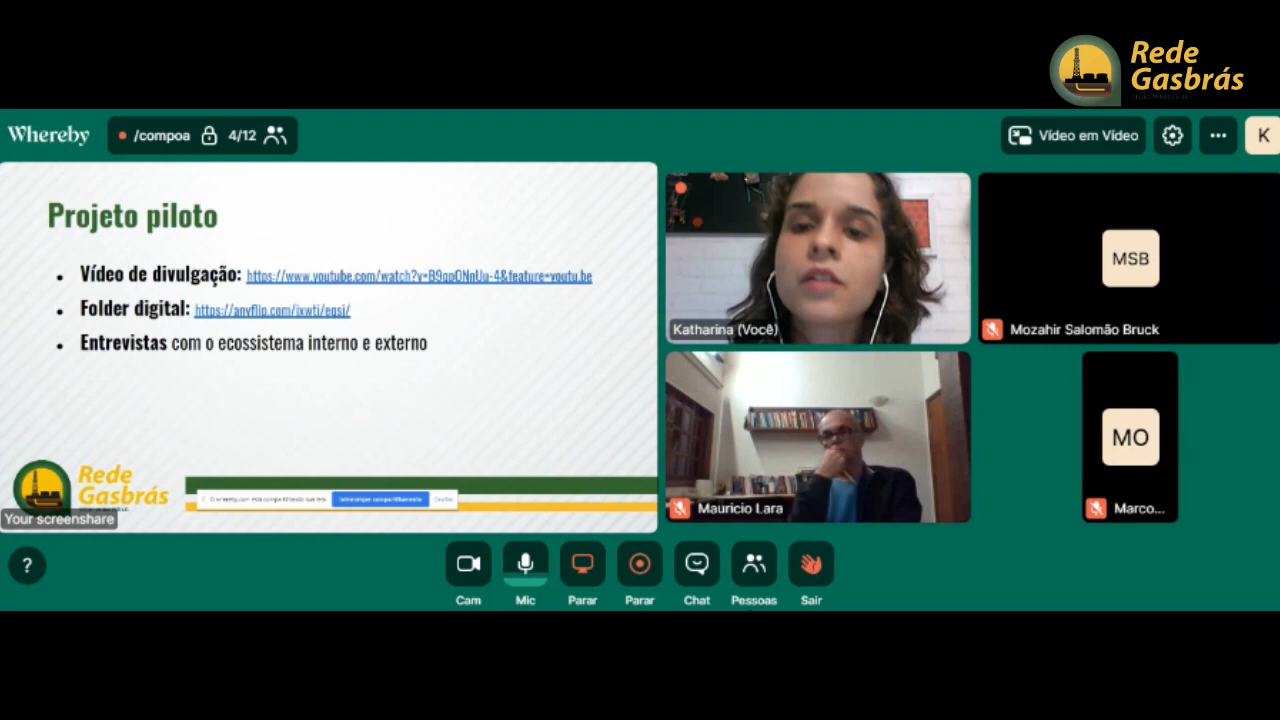 Rede
Gasbrás
Whereby
/compoa
4/12
Vídeo em Vídeo
K
Projeto piloto
Vídeo de divulgação: https://www.youtube.com/watch?v=B9qpONnUu-4&feature=youtu.be
Folder digital: https://anyflip.com/jxwti/eqsj/
Entrevistas com o ecossistema interno e externo
Rede
Gasbrás
Your screenshare
Katharina (Você)
MSB
Mozahir Salomão Bruck
Mauricio Lara
MO
Marco...
?
Cam
Mic
Parar
Parar
Chat
Pessoas
Sair